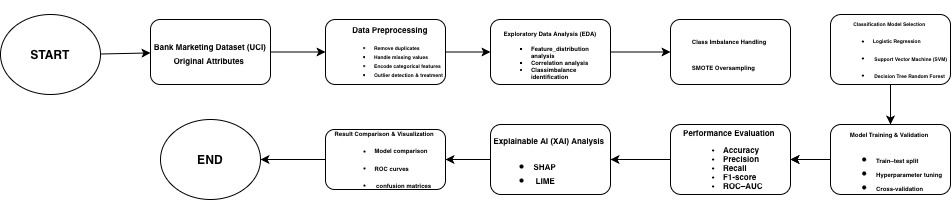 START
Bank Marketing Dataset (UCI)
Original Attributes
Data Preprocessing
• Remove duplicates
• Handle missing values
• Encode categorical features
• Outlier detection & treatment
Exploratory Data Analysis (EDA)
• Feature_distribution
analysis
• Correlation analysis
• Classimbalance
identification
Class Imbalance Handling
SMOTE Oversampling
Classification Model Selection
• Logistic Regression
• Support Vector Machine (SVM)
• Decision Tree Random Forest
Model Training & Validation
• Train–test split
• Hyperparameter tuning
• Cross-validation
Performance Evaluation
• Accuracy
• Precision
• Recall
• F1-score
• ROC–AUC
Explainable AI (XAI) Analysis
• SHAP
• LIME
Result Comparison & Visualization
• Model comparison
• ROC curves
• confusion matrices
END